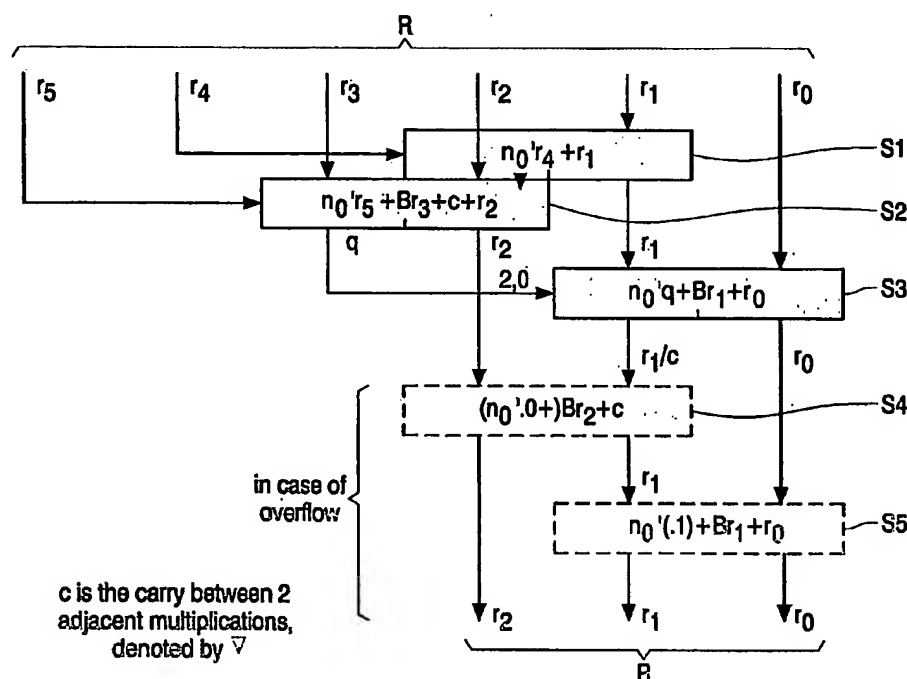 R
r5 r4 r3 r2 r1 r0
n0'r4 +r1 S1
n0'r5 +Br3+c+r2 S2
q r2 r1
2,0 n0'q+Br1+r0 S3
r1/c r0
(n0'.0+)Br2+c S4
in case of
overflow
r1
n0'(.1)+Br1+r0 S5
c is the carry between 2
adjacent multiplications,
denoted by ▽
r2 r1 r0
R